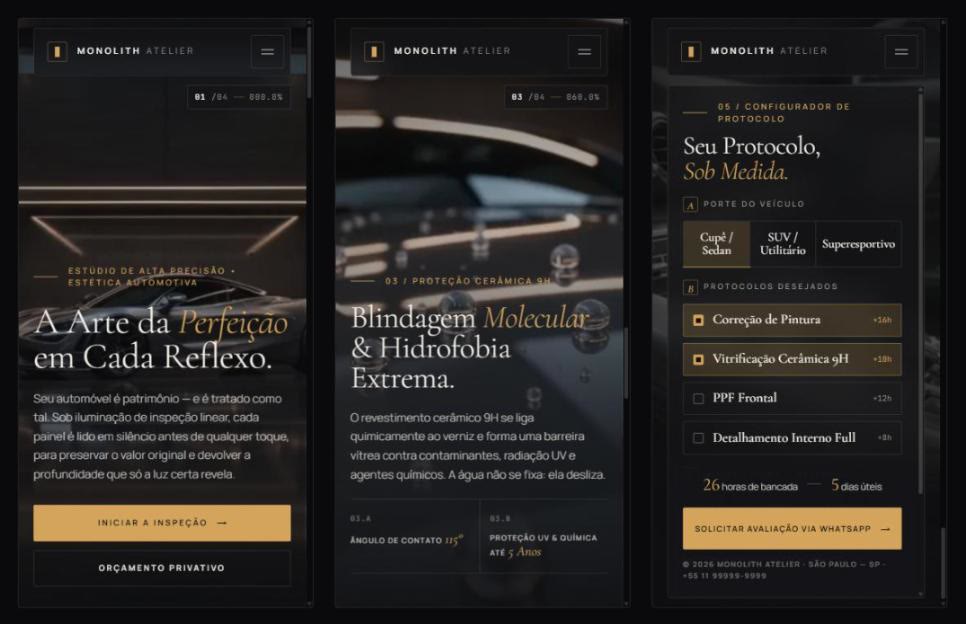 MONOLITH ATELIER
01 /04 — 000.0%
ESTÚDIO DE ALTA PRECISÃO •
ESTÉTICA AUTOMOTIVA
A Arte da Perfeição
em Cada Reflexo.
Seu automóvel é patrimônio — e é tratado como
tal. Sob iluminação de inspeção linear, cada
painel é lido em silêncio antes de qualquer toque,
para preservar o valor original e devolver a
profundidade que só a luz certa revela.
INICIAR A INSPEÇÃO →
ORÇAMENTO PRIVATIVO
MONOLITH ATELIER
03 /04 — 060.0%
03 / PROTEÇÃO CERÂMICA 9H
Blindagem Molecular
& Hidrofobia
Extrema.
O revestimento cerâmico 9H se liga
quimicamente ao verniz e forma uma barreira
vítrea contra contaminantes, radiação UV e
agentes químicos. A água não se fixa: ela desliza.
03.A
ÂNGULO DE CONTATO 115°
03.B
PROTEÇÃO UV & QUÍMICA
ATÉ 5 Anos
MONOLITH ATELIER
05 / CONFIGURADOR DE
PROTOCOLO
Seu Protocolo,
Sob Medida.
A PORTE DO VEÍCULO
Cupê /
Sedan
SUV /
Utilitário
Superesportivo
B PROTOCOLOS DESEJADOS
Correção de Pintura +16h
Vitrificação Cerâmica 9H +10h
PPF Frontal +12h
Detalhamento Interno Full +8h
26 horas de bancada — 5 dias úteis
SOLICITAR AVALIAÇÃO VIA WHATSAPP →
© 2026 MONOLITH ATELIER · SÃO PAULO — SP ·
+55 11 99999-9999